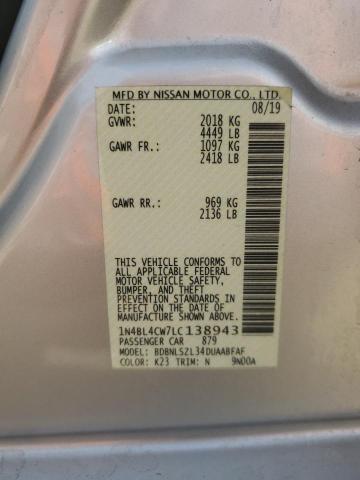 MFD BY NISSAN MOTOR CO., LTD.
DATE: 08/19
GVWR: 2018 KG
4449 LB
GAWR FR.: 1097 KG
2418 LB
GAWR RR.: 969 KG
2136 LB
THIS VEHICLE CONFORMS TO
ALL APPLICABLE FEDERAL
MOTOR VEHICLE SAFETY,
BUMPER, AND THEFT
PREVENTION STANDARDS
IN EFFECT ON THE DATE OF
MANUFACTURE SHOWN ABOVE.
1N4BL4CW7LC138943
PASSENGER CAR 879
MODEL: BDBNLSZL34DUAABFAF
COLOR: K23 TRIM: N 9N00A